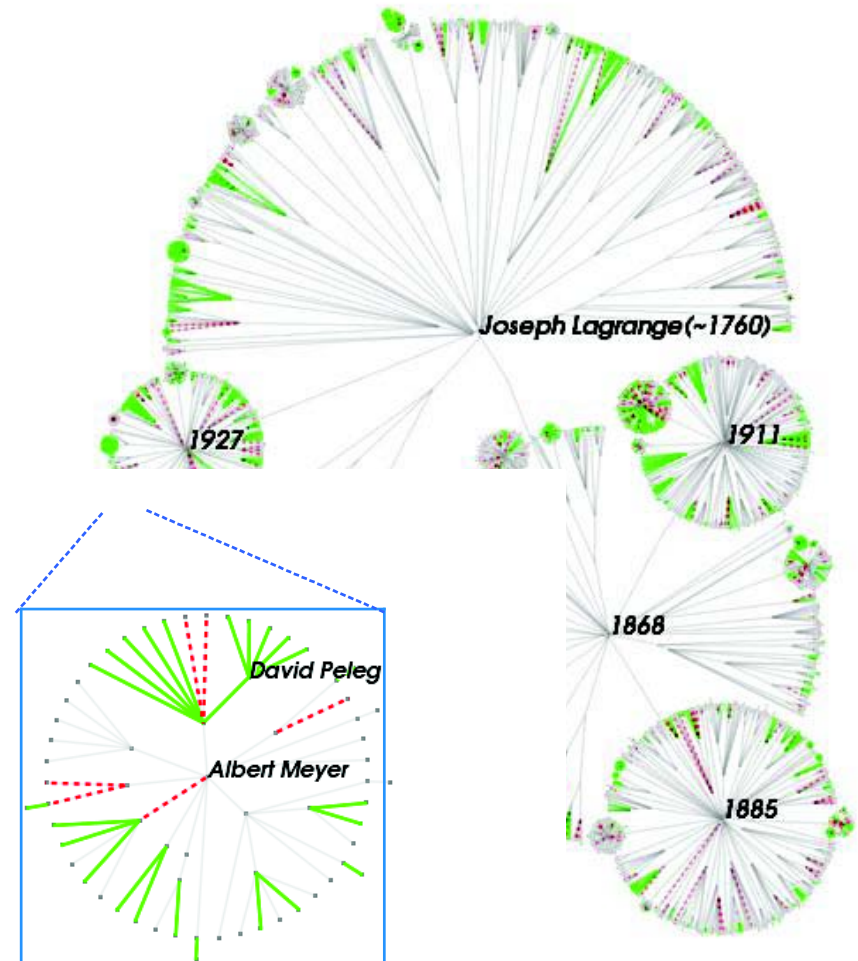 Joseph Lagrange(~1760)
1927
1911
1868
David Peleg
Albert Meyer
1885